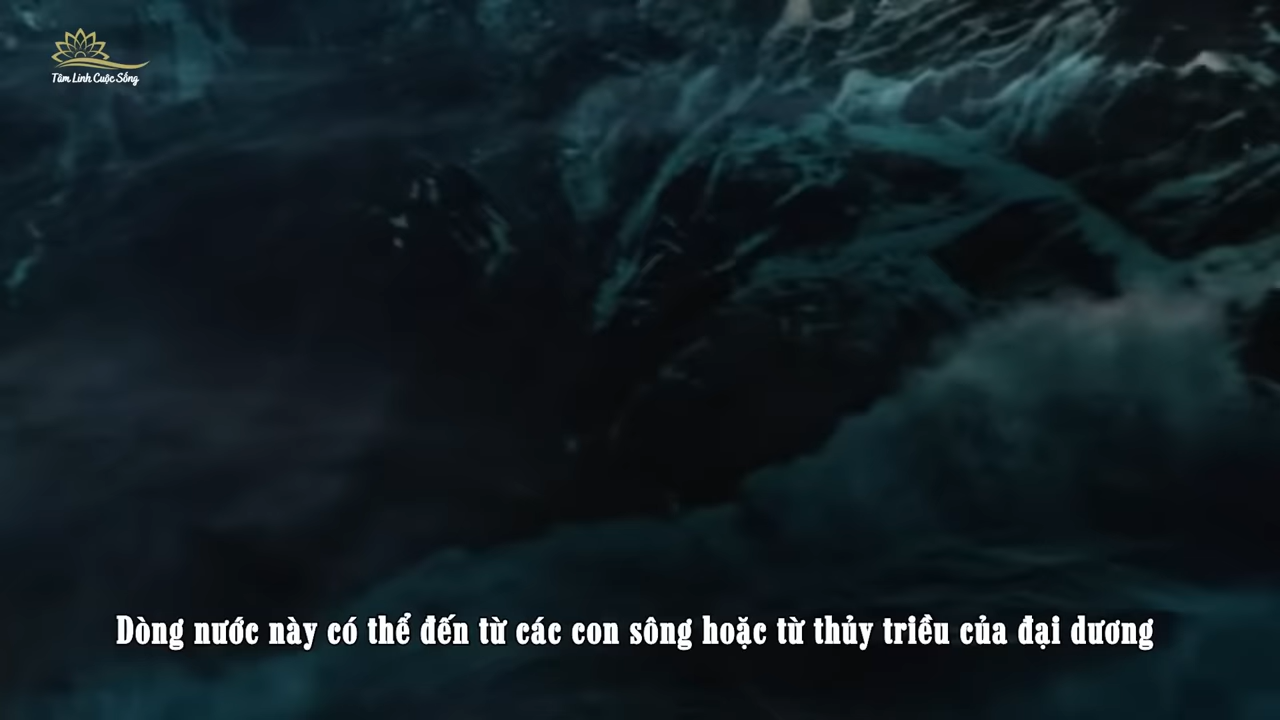 Tâm Linh Cuộc Sống
Dòng nước này có thể đến từ các con sông hoặc từ thủy triều của đại dương